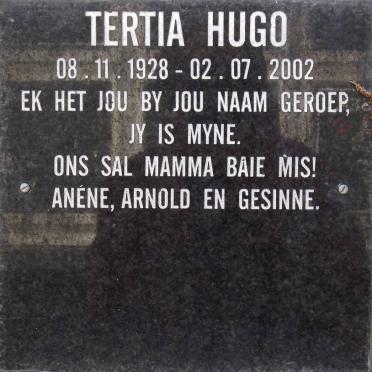 TERTIA HUGO
08.11.1928 - 02.07.2002
EK HET JOU BY JOU NAAM GEROEP,
JY IS MYNE.
ONS SAL MAMMA BAIE MIS!
ANÉNE, ARNOLD EN GESINNE.